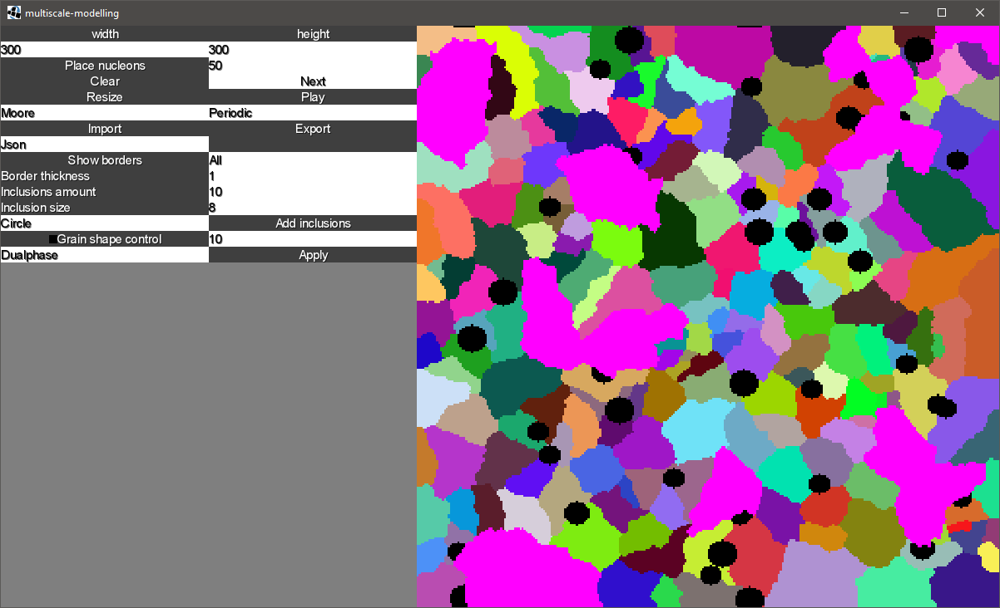 multiscale-modelling
width height
300 300
Place nucleons 50
Clear Next
Resize Play
Moore Periodic
Import Export
Json
Show borders All
Border thickness 1
Inclusions amount 10
Inclusion size 8
Circle Add inclusions
Grain shape control 10
Dualphase Apply